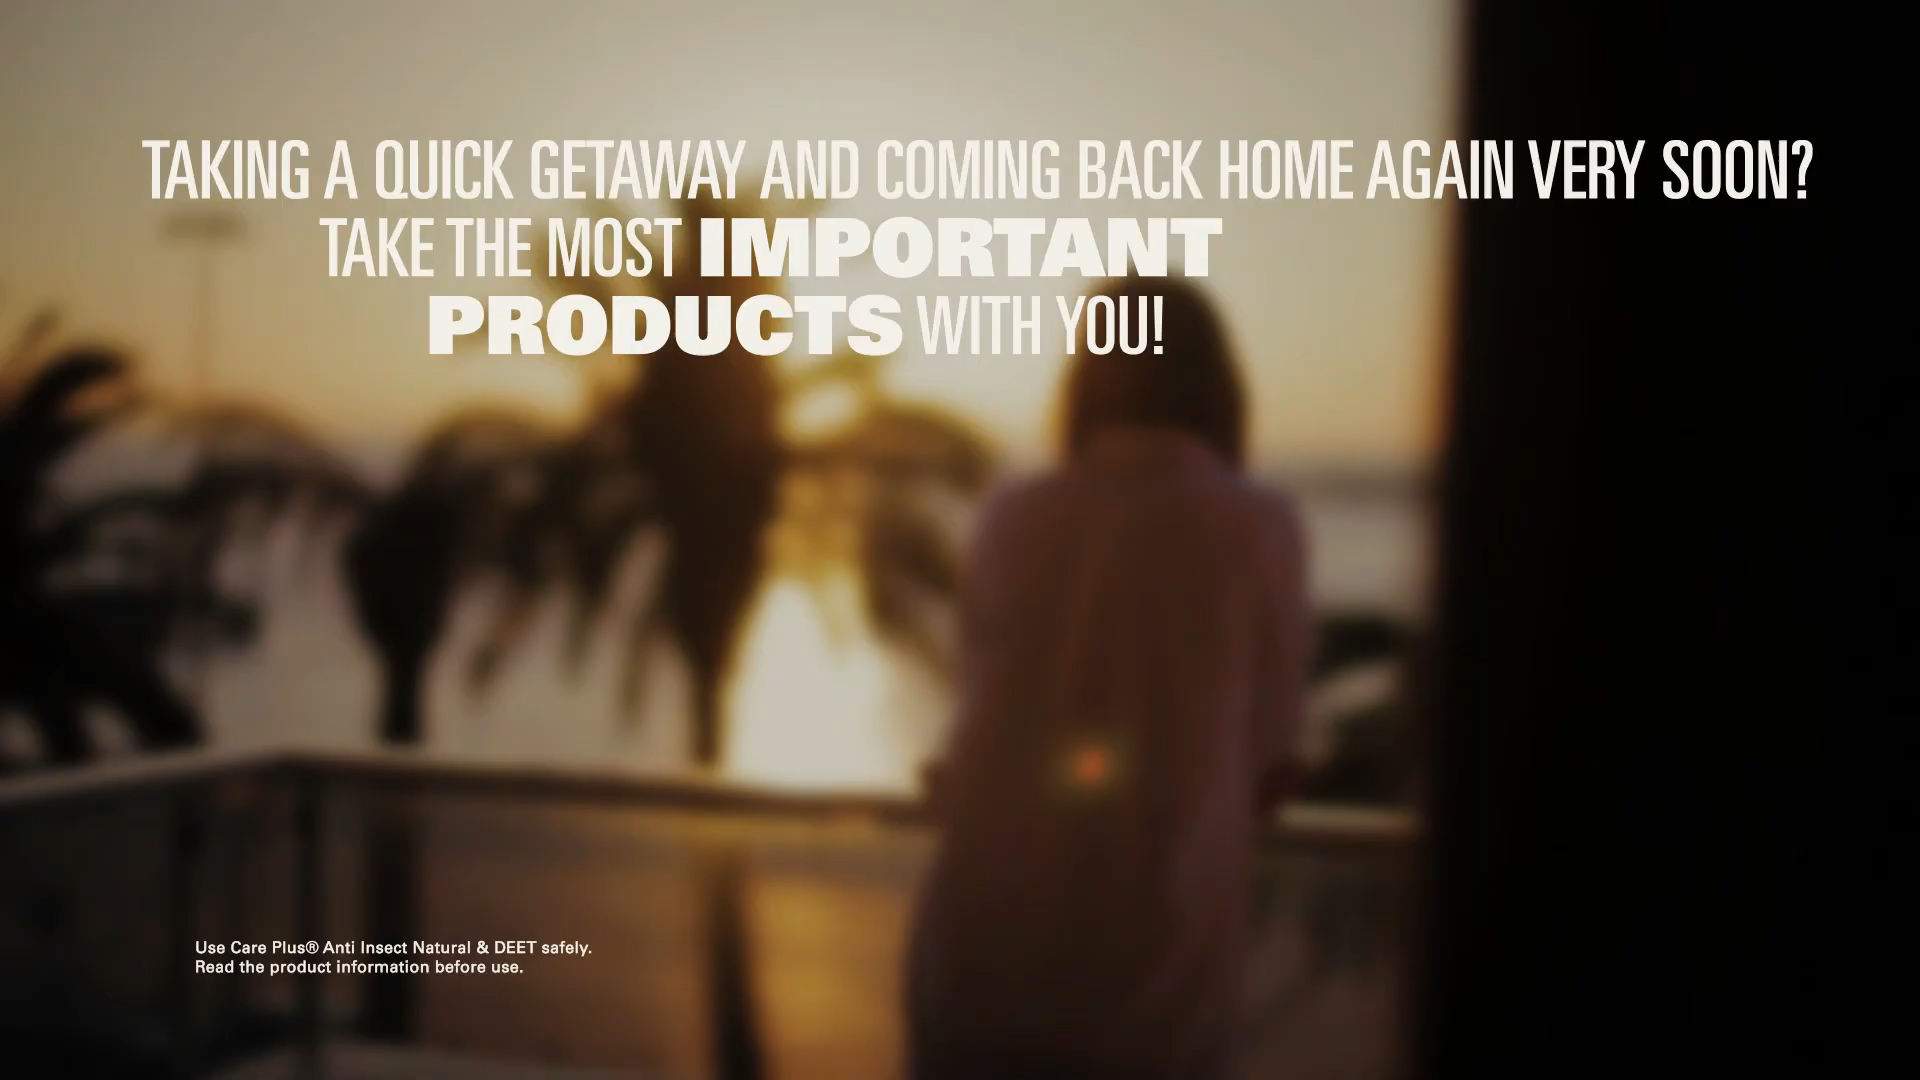 TAKING A QUICK GETAWAY AND COMING BACK HOME AGAIN VERY SOON?
TAKE THE MOST IMPORTANT
PRODUCTS WITH YOU!
Use Care Plus® Anti Insect Natural & DEET safely.
Read the product information before use.